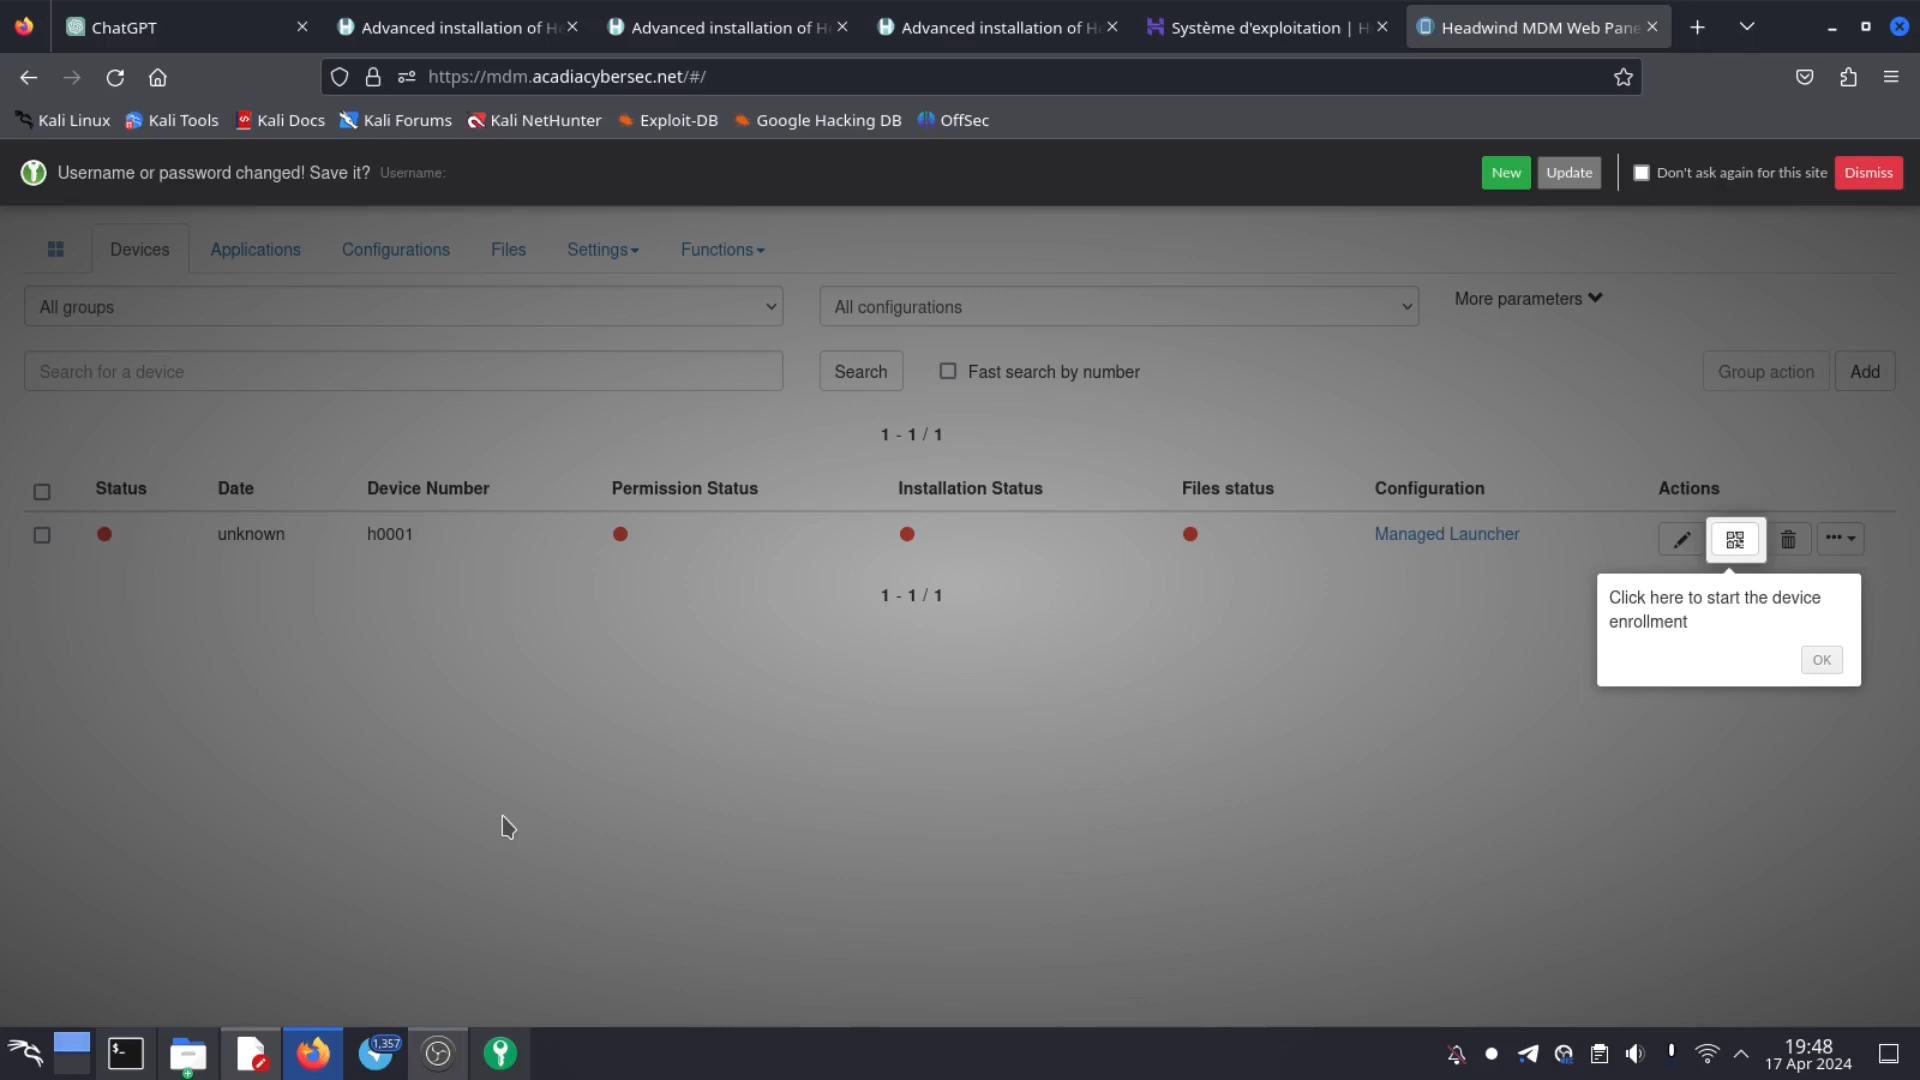 ChatGPT
Advanced installation of He
Advanced installation of He
Advanced installation of He
Système d'exploitation | H
Headwind MDM Web Pane
https://mdm.acadiacybersec.net/#/
Kali Linux
Kali Tools
Kali Docs
Kali Forums
Kali NetHunter
Exploit-DB
Google Hacking DB
OffSec
Username or password changed! Save it? Username:
New
Update
Don't ask again for this site
Dismiss
Devices
Applications
Configurations
Files
Settings
Functions
All groups
All configurations
More parameters
Search for a device
Search
Fast search by number
Group action
Add
1 - 1 / 1
Status
Date
Device Number
Permission Status
Installation Status
Files status
Configuration
Actions
unknown
h0001
Managed Launcher
1 - 1 / 1
Click here to start the device
enrollment
OK
1,357
19:48
17 Apr 2024